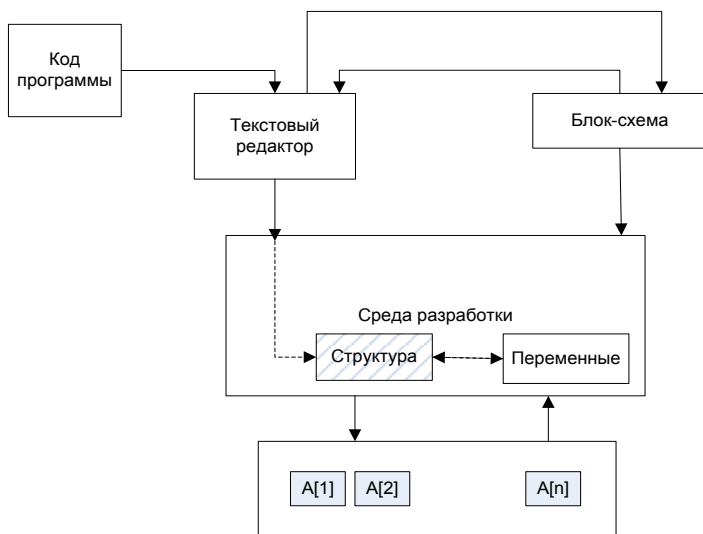 Код
программы
Текстовый
редактор
Блок-схема
Среда разработки
Структура
Переменные
A[1]
A[2]
A[n]